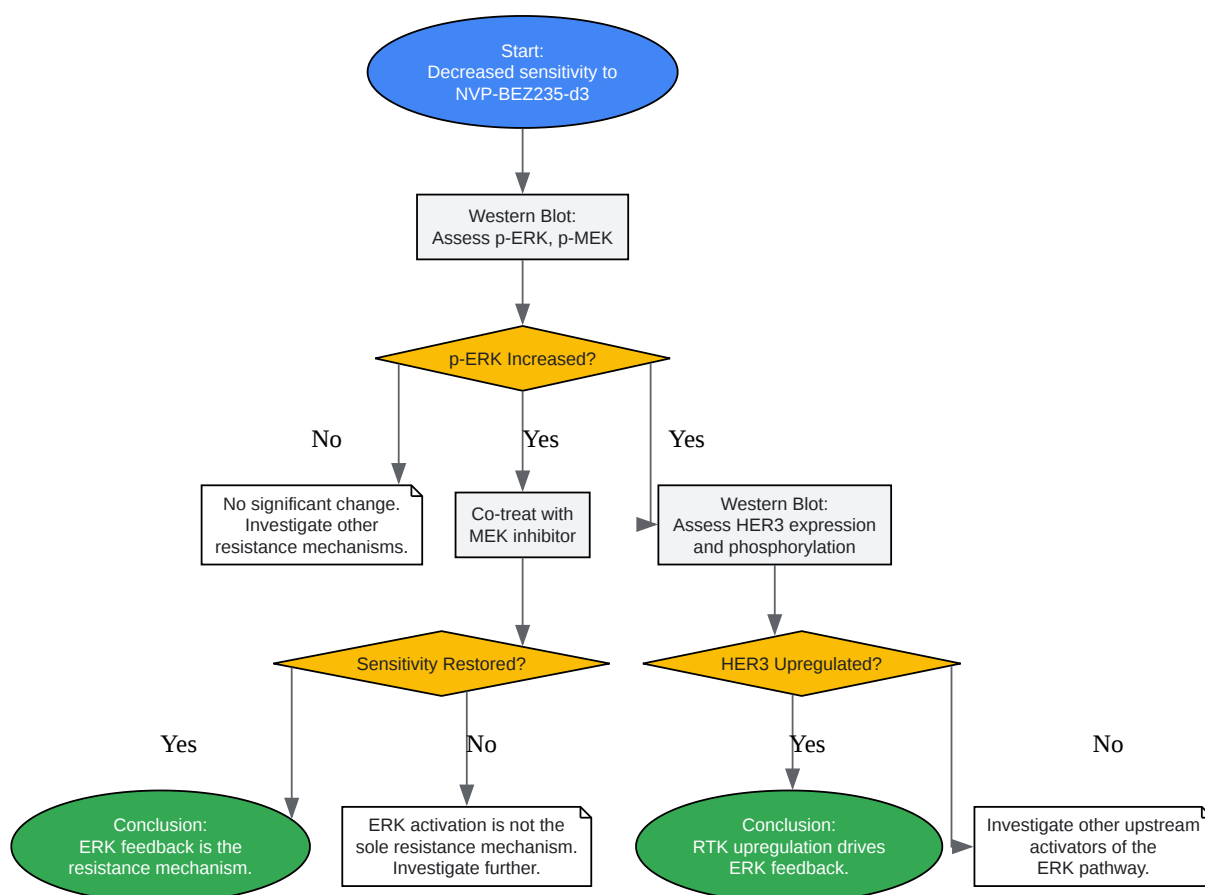 Start:
Decreased sensitivity to
NVP-BEZ235-d3
Western Blot:
Assess p-ERK, p-MEK
p-ERK Increased?
No
Yes
Yes
No significant change.
Investigate other
resistance mechanisms.
Co-treat with
MEK inhibitor
Western Blot:
Assess HER3 expression
and phosphorylation
Sensitivity Restored?
HER3 Upregulated?
Yes
No
Yes
No
Conclusion:
ERK feedback is the
resistance mechanism.
ERK activation is not the
sole resistance mechanism.
Investigate further.
Conclusion:
RTK upregulation drives
ERK feedback.
Investigate other upstream
activators of the
ERK pathway.